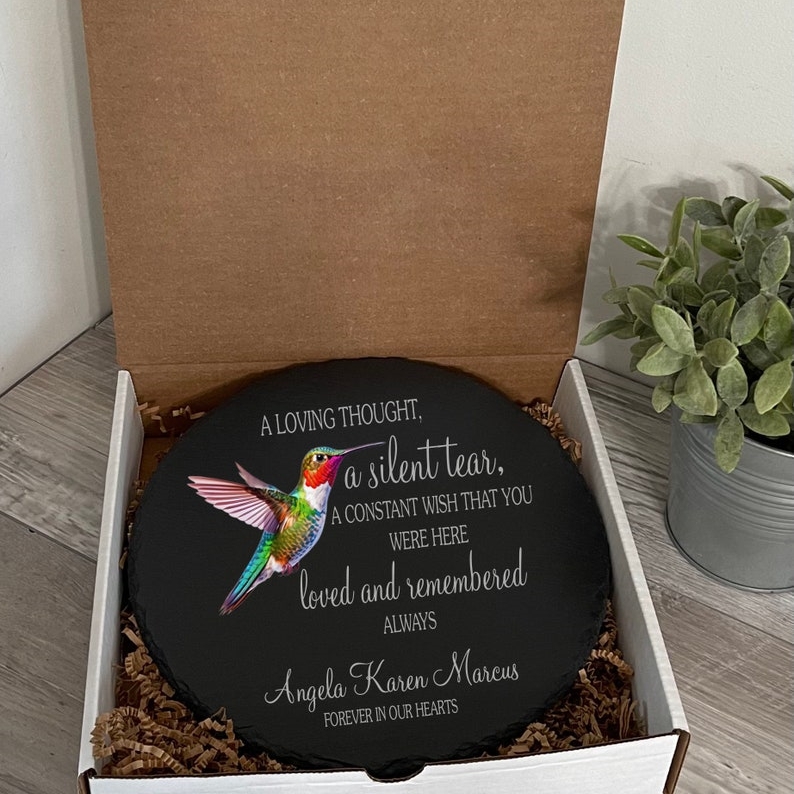 A LOVING THOUGHT,
a silent tear,
A CONSTANT WISH THAT YOU
WERE HERE
loved and remembered
ALWAYS
Angela Karen Marcus
FOREVER IN OUR HEARTS